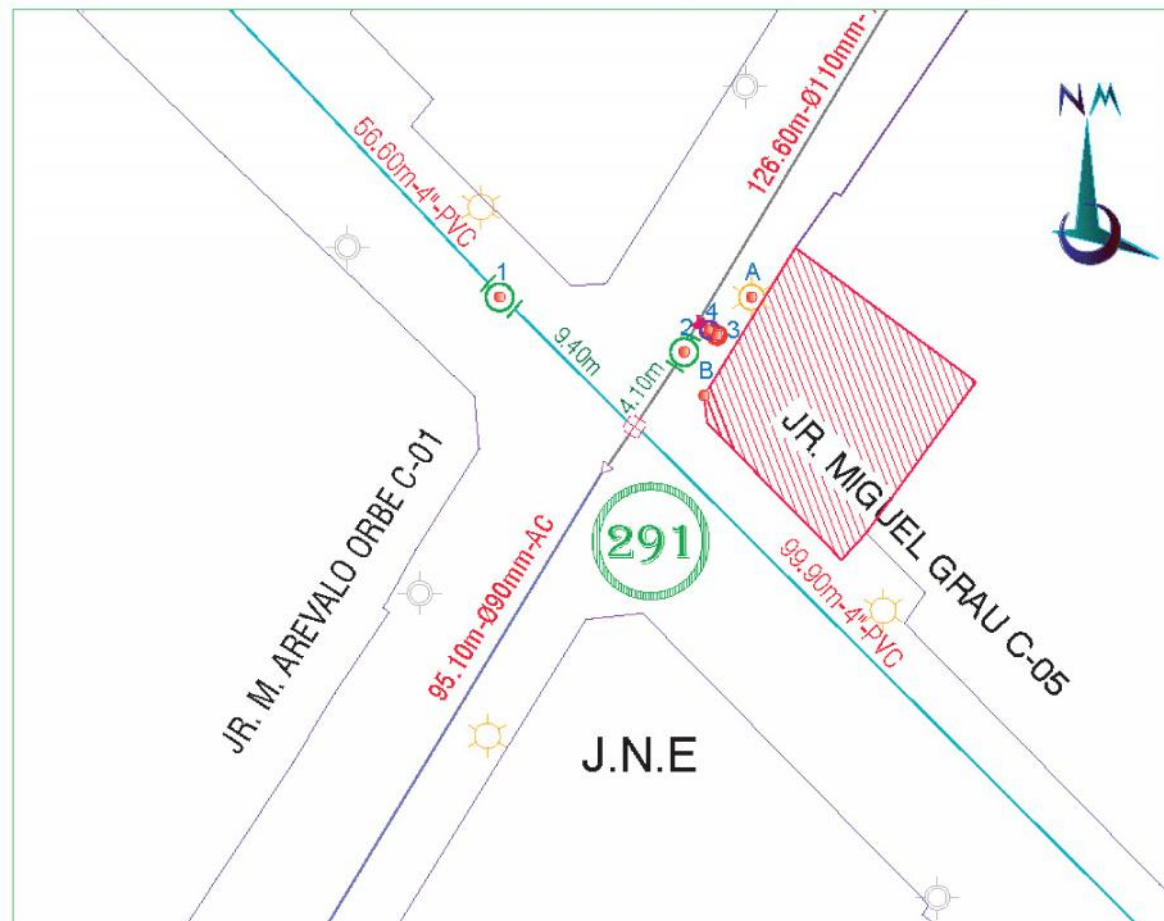 126.60m-Ø110mm-
NM
56.60m-4"-PVC
1
A
4
2
3
9.40m
4.10m
B
JR. MIGUEL GRAU C-05
JR. M. AREVALO ORBE C-01
291
95.10m-Ø90mm-AC
99.90m-4"-PVC
J.N.E